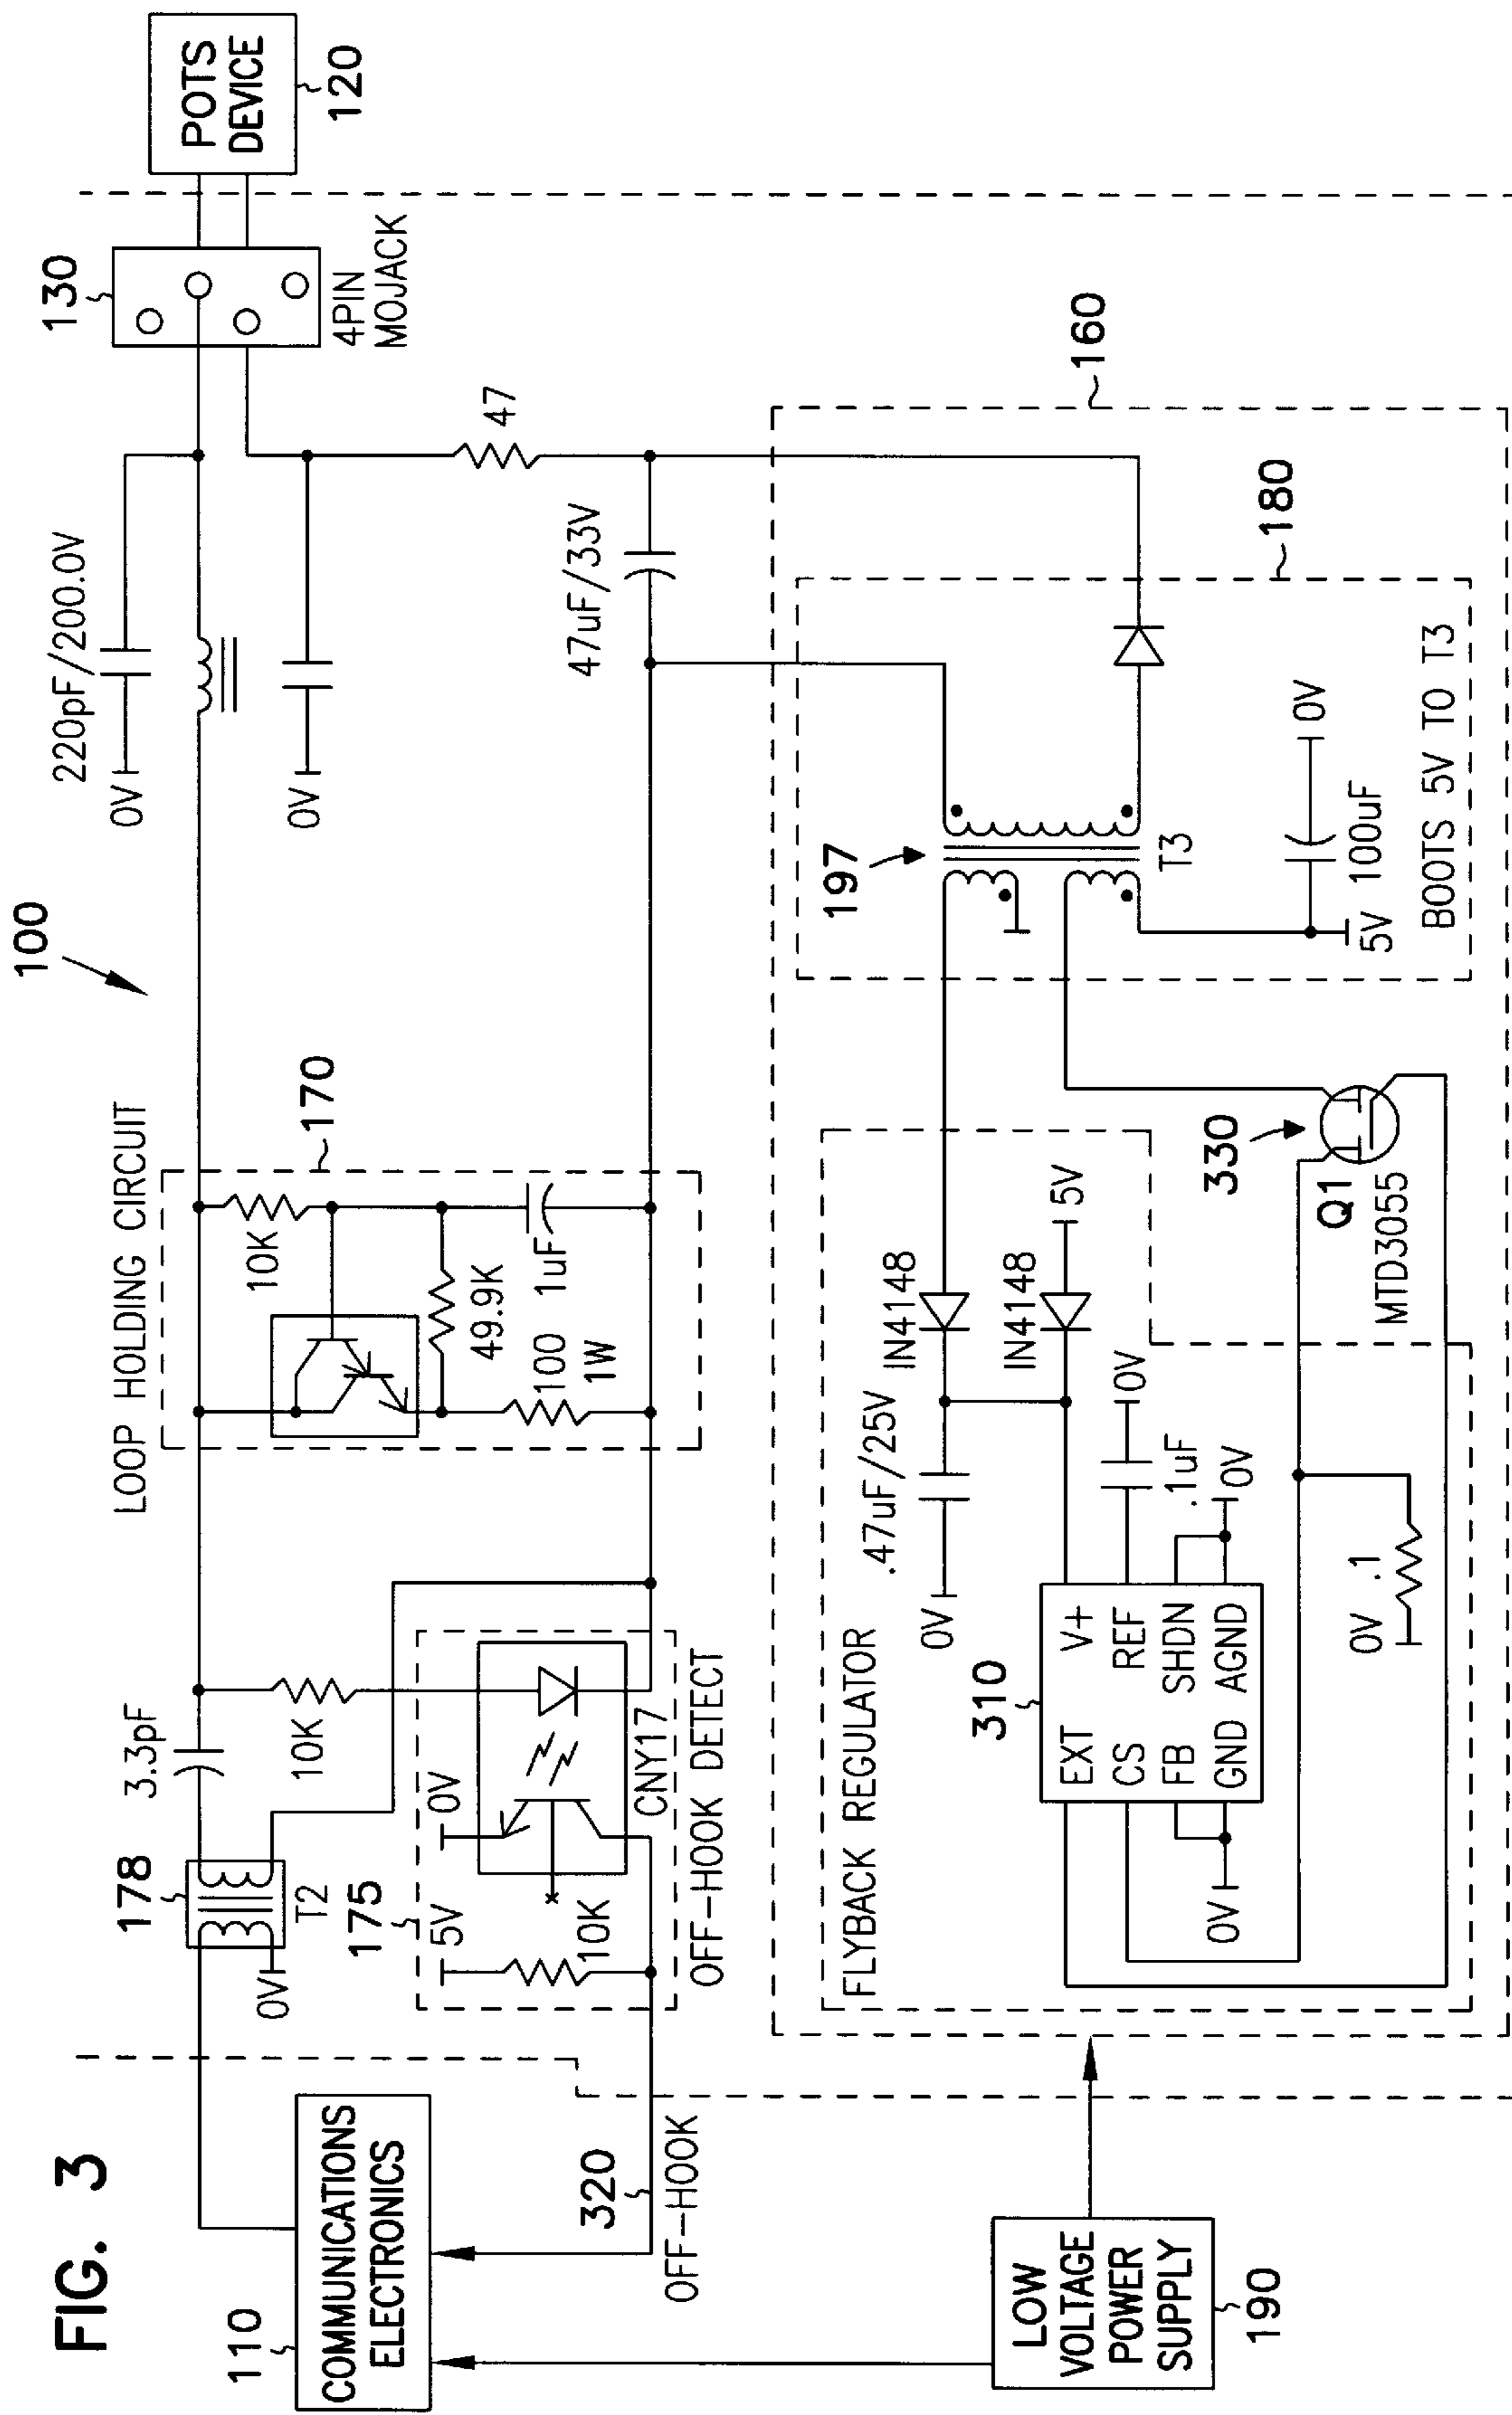 FIG. 3
100
110
COMMUNICATIONS
ELECTRONICS
320
OFF-HOOK
LOW
VOLTAGE
POWER
SUPPLY
190
178
T2
0V
3.3pF
10K
175
5V
10K
0V
CNY17
OFF-HOOK DETECT
LOOP HOLDING CIRCUIT
170
10K
49.9K
1uF
100
1W
220pF/200.0V
0V
0V
130
4PIN
MOJACK
POTS
DEVICE
120
47
47uF/33V
160
180
197
T3
5V
100uF
0V
BOOTS 5V TO T3
FLYBACK REGULATOR
310
EXT V+
CS REF
FB SHDN
GND AGND
0V
0V
.47uF/25V
IN4148
IN4148
5V
0V
.1uF
0V
0V
.1
330
Q1
MTD3055